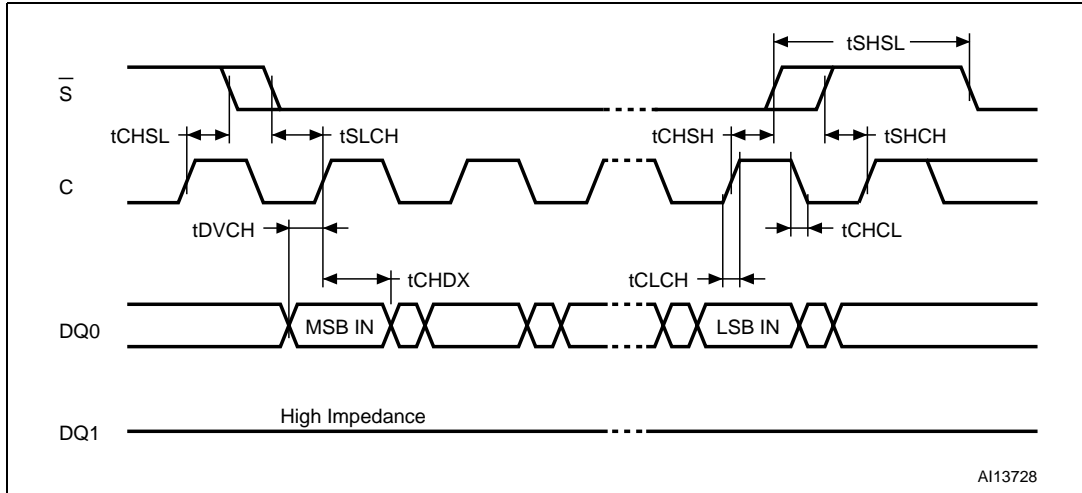 tSHSL
S
tCHSL
tSLCH
tCHSH
tSHCH
C
tDVCH
tCHCL
tCHDX
tCLCH
DQ0
MSB IN
LSB IN
High Impedance
DQ1
AI13728